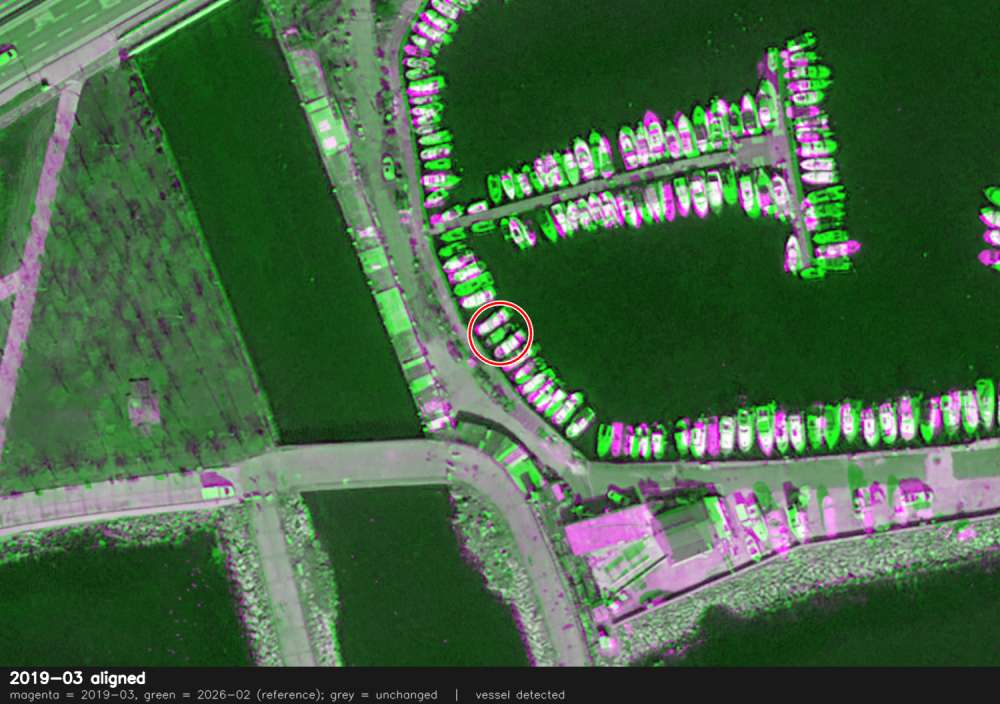 2019-03 aligned
magenta = 2019-03, green = 2026-02 (reference); grey = unchanged | vessel detected